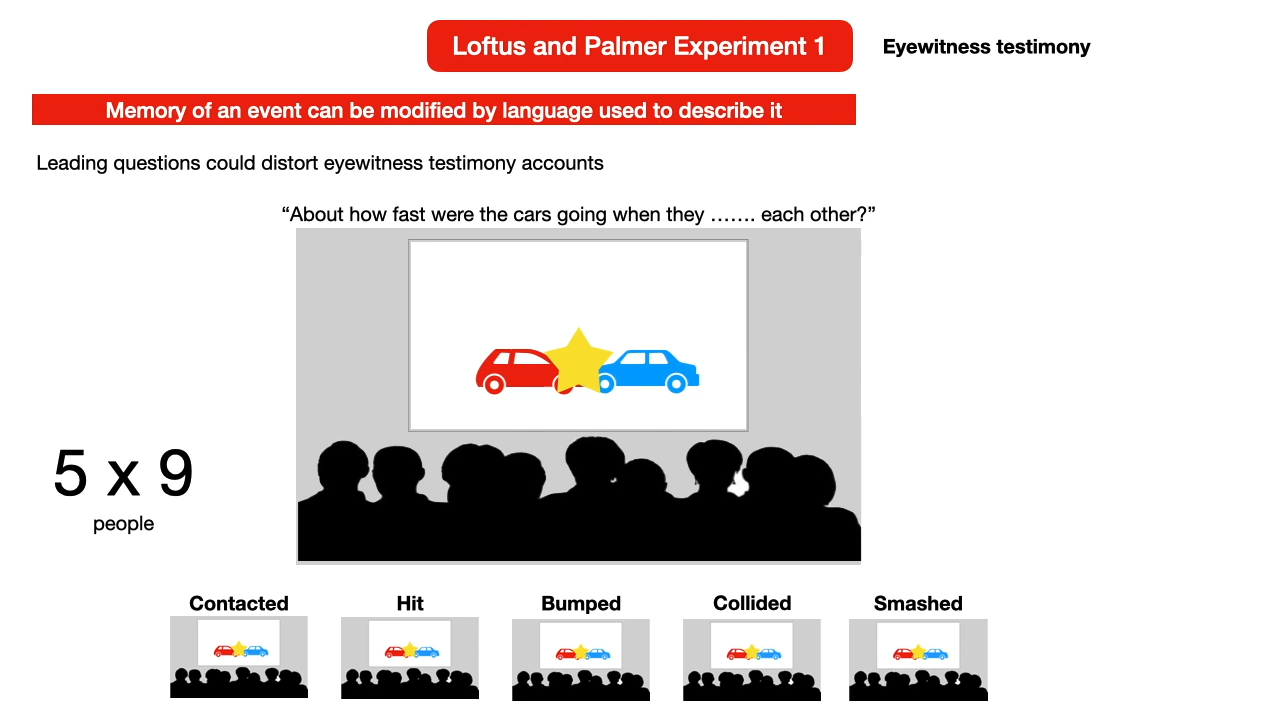 Loftus and Palmer Experiment 1
Eyewitness testimony
Memory of an event can be modified by language used to describe it
Leading questions could distort eyewitness testimony accounts
“About how fast were the cars going when they ……. each other?”
5 x 9
people
Contacted
Hit
Bumped
Collided
Smashed